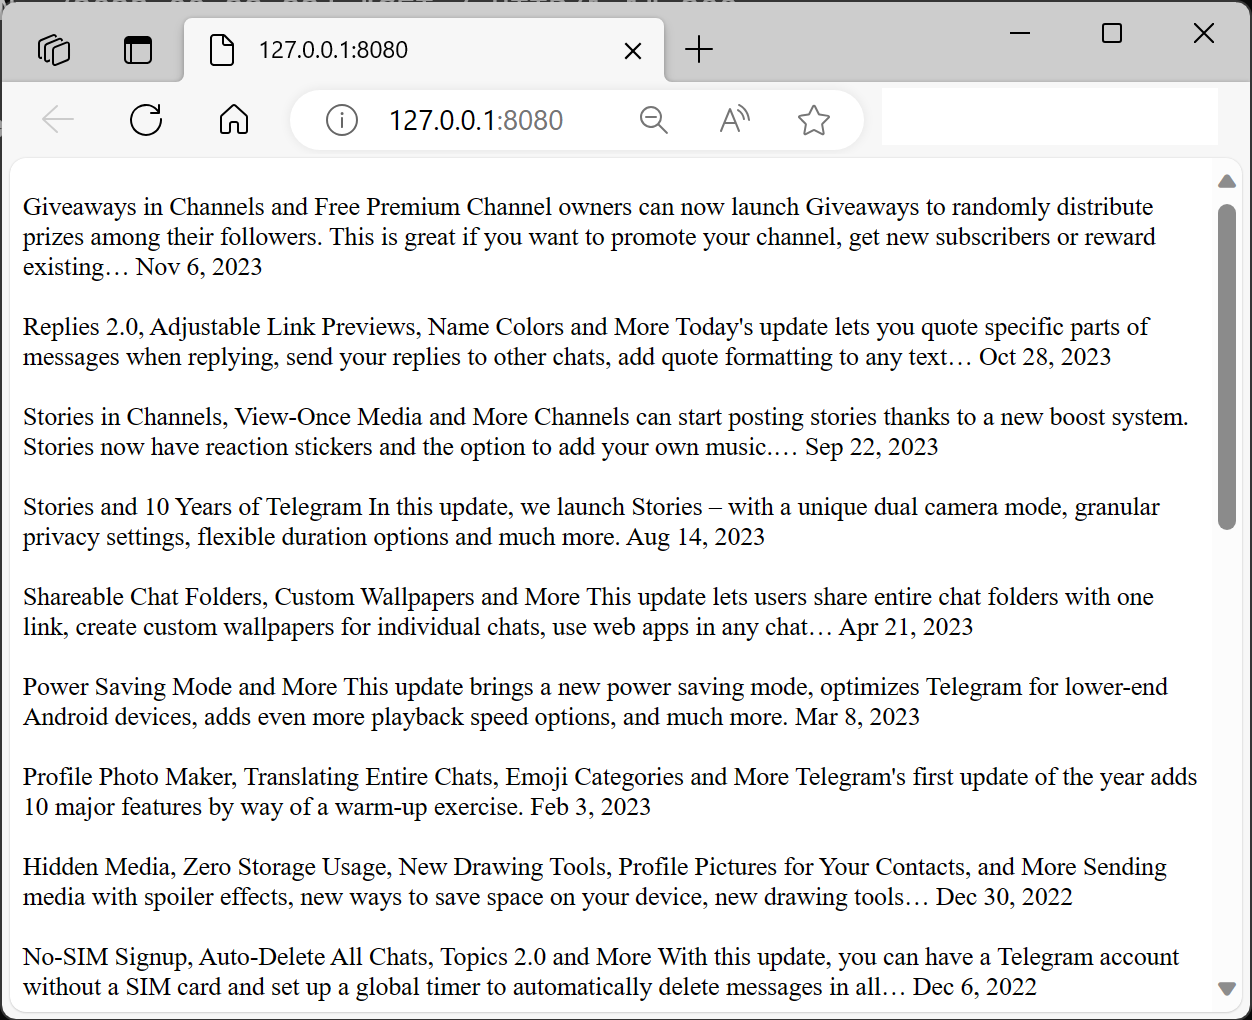 127.0.0.1:8080
127.0.0.1:8080
Giveaways in Channels and Free Premium Channel owners can now launch Giveaways to randomly distribute
prizes among their followers. This is great if you want to promote your channel, get new subscribers or reward
existing… Nov 6, 2023
Replies 2.0, Adjustable Link Previews, Name Colors and More Today's update lets you quote specific parts of
messages when replying, send your replies to other chats, add quote formatting to any text… Oct 28, 2023
Stories in Channels, View-Once Media and More Channels can start posting stories thanks to a new boost system.
Stories now have reaction stickers and the option to add your own music.… Sep 22, 2023
Stories and 10 Years of Telegram In this update, we launch Stories – with a unique dual camera mode, granular
privacy settings, flexible duration options and much more. Aug 14, 2023
Shareable Chat Folders, Custom Wallpapers and More This update lets users share entire chat folders with one
link, create custom wallpapers for individual chats, use web apps in any chat… Apr 21, 2023
Power Saving Mode and More This update brings a new power saving mode, optimizes Telegram for lower-end
Android devices, adds even more playback speed options, and much more. Mar 8, 2023
Profile Photo Maker, Translating Entire Chats, Emoji Categories and More Telegram's first update of the year adds
10 major features by way of a warm-up exercise. Feb 3, 2023
Hidden Media, Zero Storage Usage, New Drawing Tools, Profile Pictures for Your Contacts, and More Sending
media with spoiler effects, new ways to save space on your device, new drawing tools… Dec 30, 2022
No-SIM Signup, Auto-Delete All Chats, Topics 2.0 and More With this update, you can have a Telegram account
without a SIM card and set up a global timer to automatically delete messages in all… Dec 6, 2022